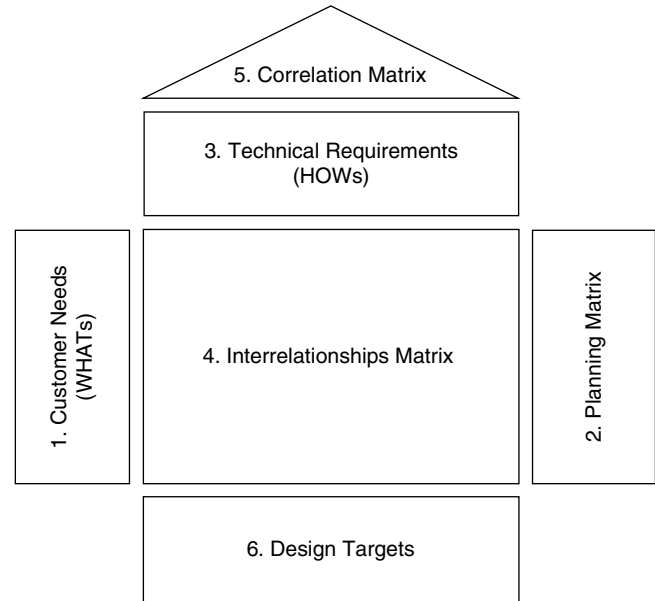 5. Correlation Matrix
3. Technical Requirements
(HOWs)
1. Customer Needs
(WHATs)
4. Interrelationships Matrix
2. Planning Matrix
6. Design Targets